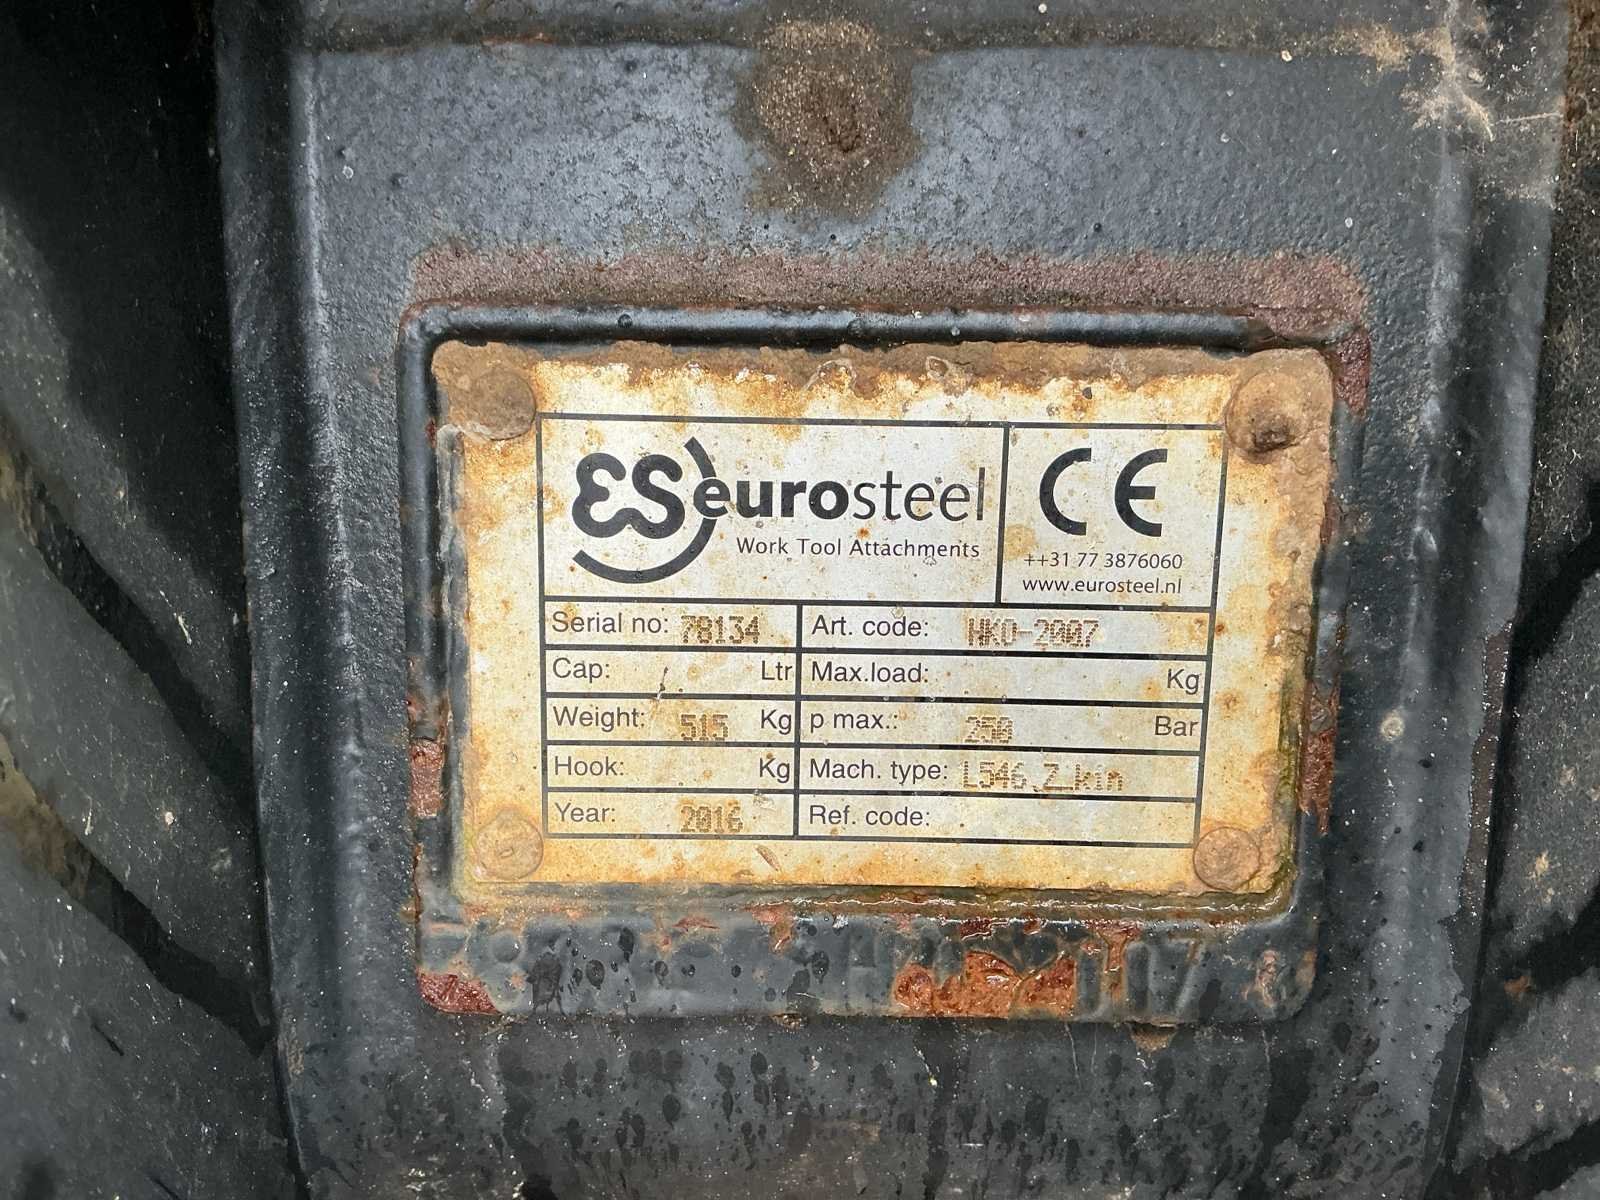 ES eurosteel
Work Tool Attachments
CE
++31 77 3876060
www.eurosteel.nl
Serial no: 78134 Art. code: HKO-2007
Cap: Ltr Max.load: Kg
Weight: 515 Kg p max.: 250 Bar
Hook: Kg Mach. type: L546.Z_kin
Year: 2016 Ref. code: